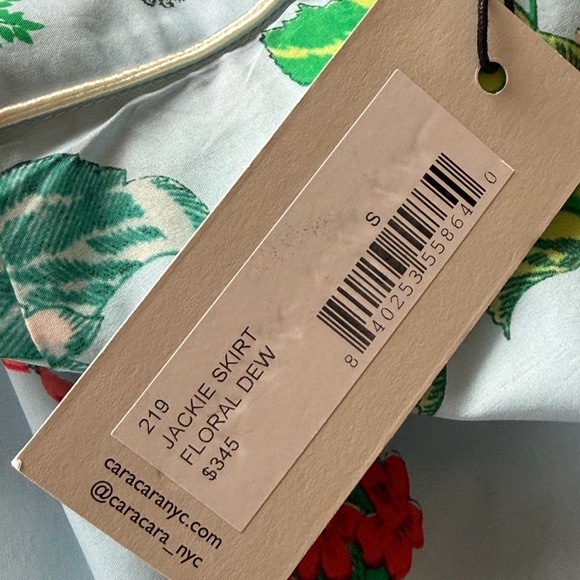 219
JACKIE SKIRT
FLORAL DEW
$345
S
8 40253 55864 0
caracaranyc.com
@caracara_nyc